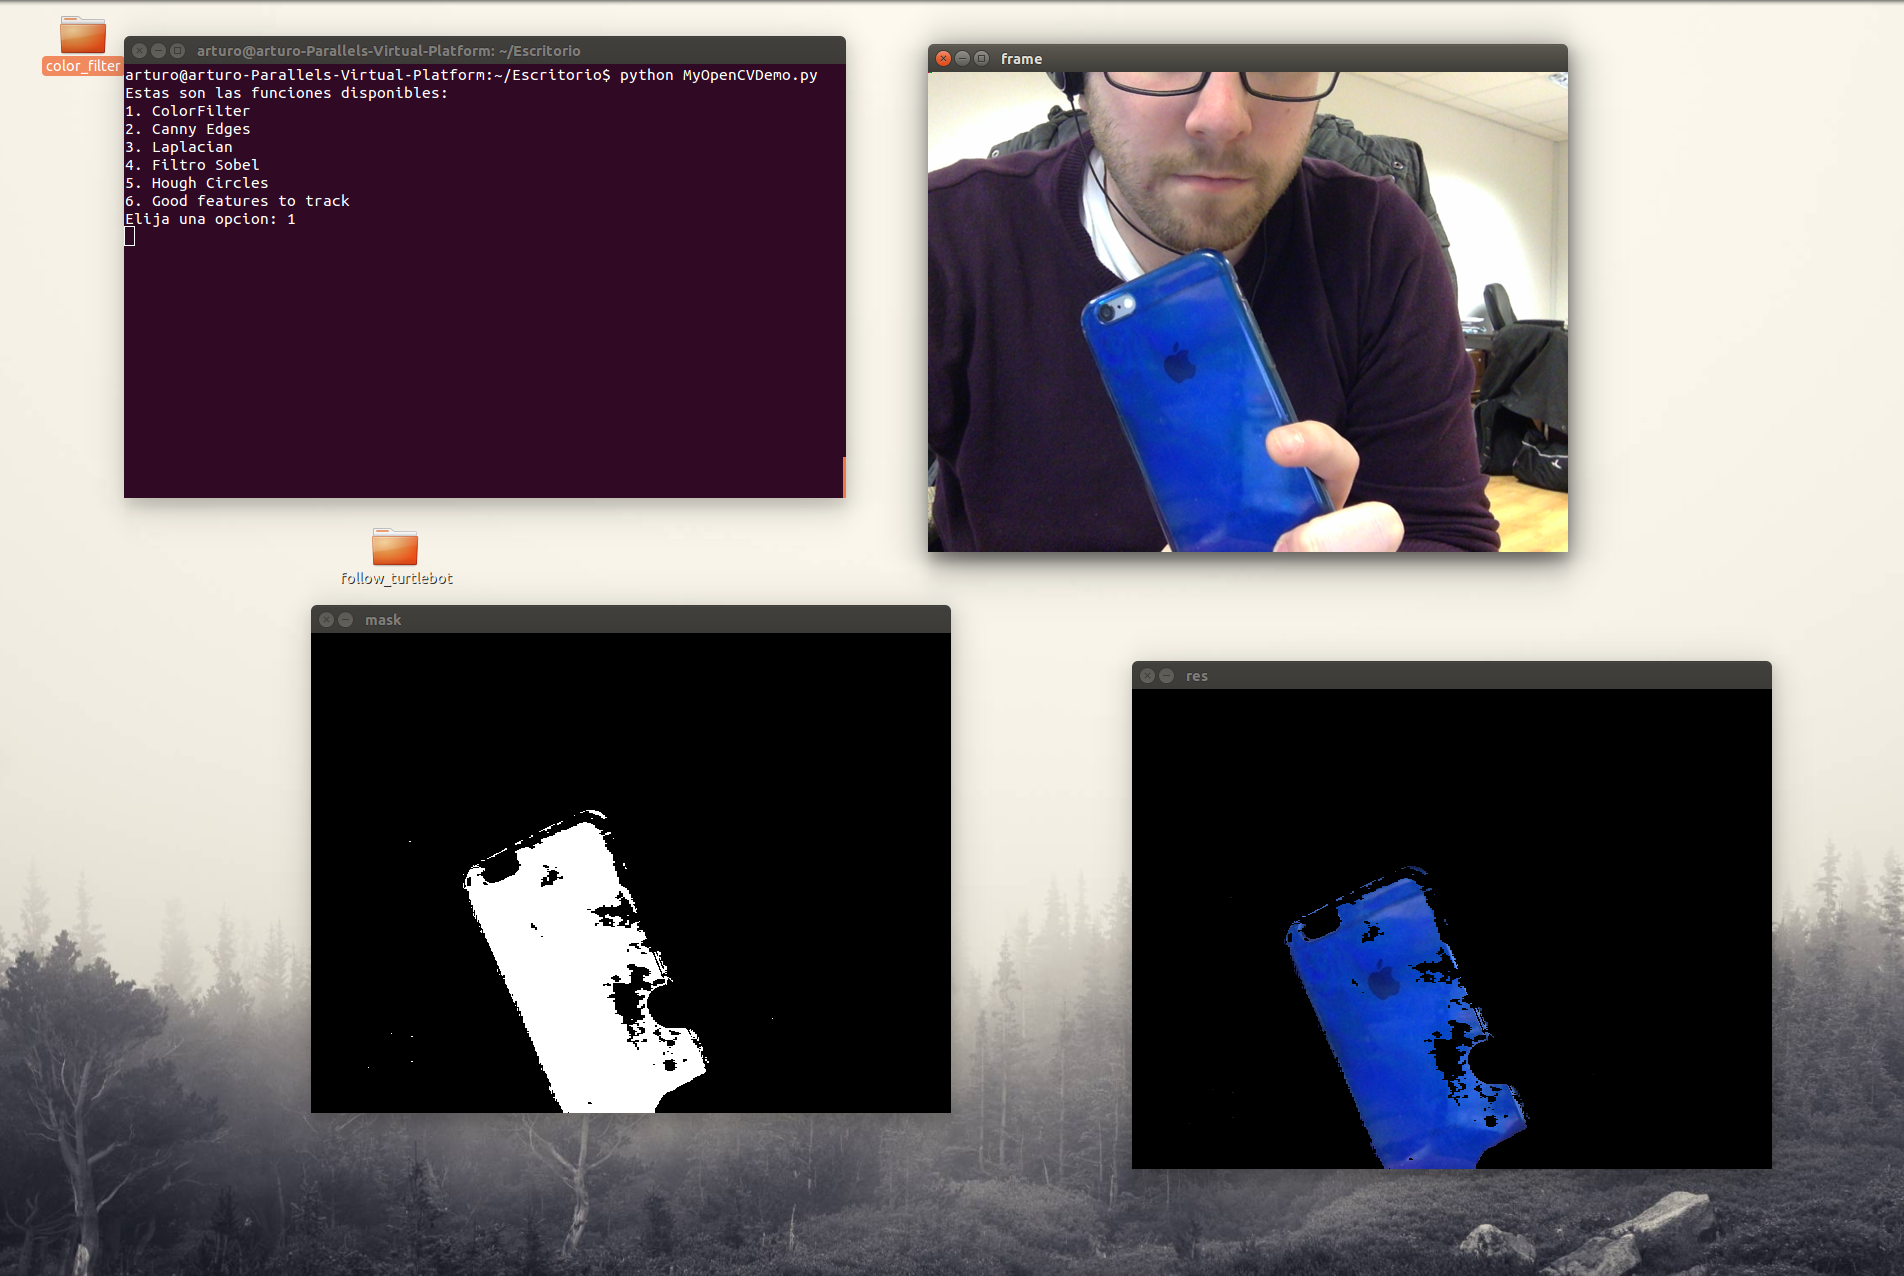 color_filter
arturo@arturo-Parallels-Virtual-Platform: ~/Escritorio
arturo@arturo-Parallels-Virtual-Platform:~/Escritorio$ python MyOpenCVDemo.py
Estas son las funciones disponibles:
1. ColorFilter
2. Canny Edges
3. Laplacian
4. Filtro Sobel
5. Hough Circles
6. Good features to track
Elija una opcion: 1
frame
follow_turtlebot
mask
res